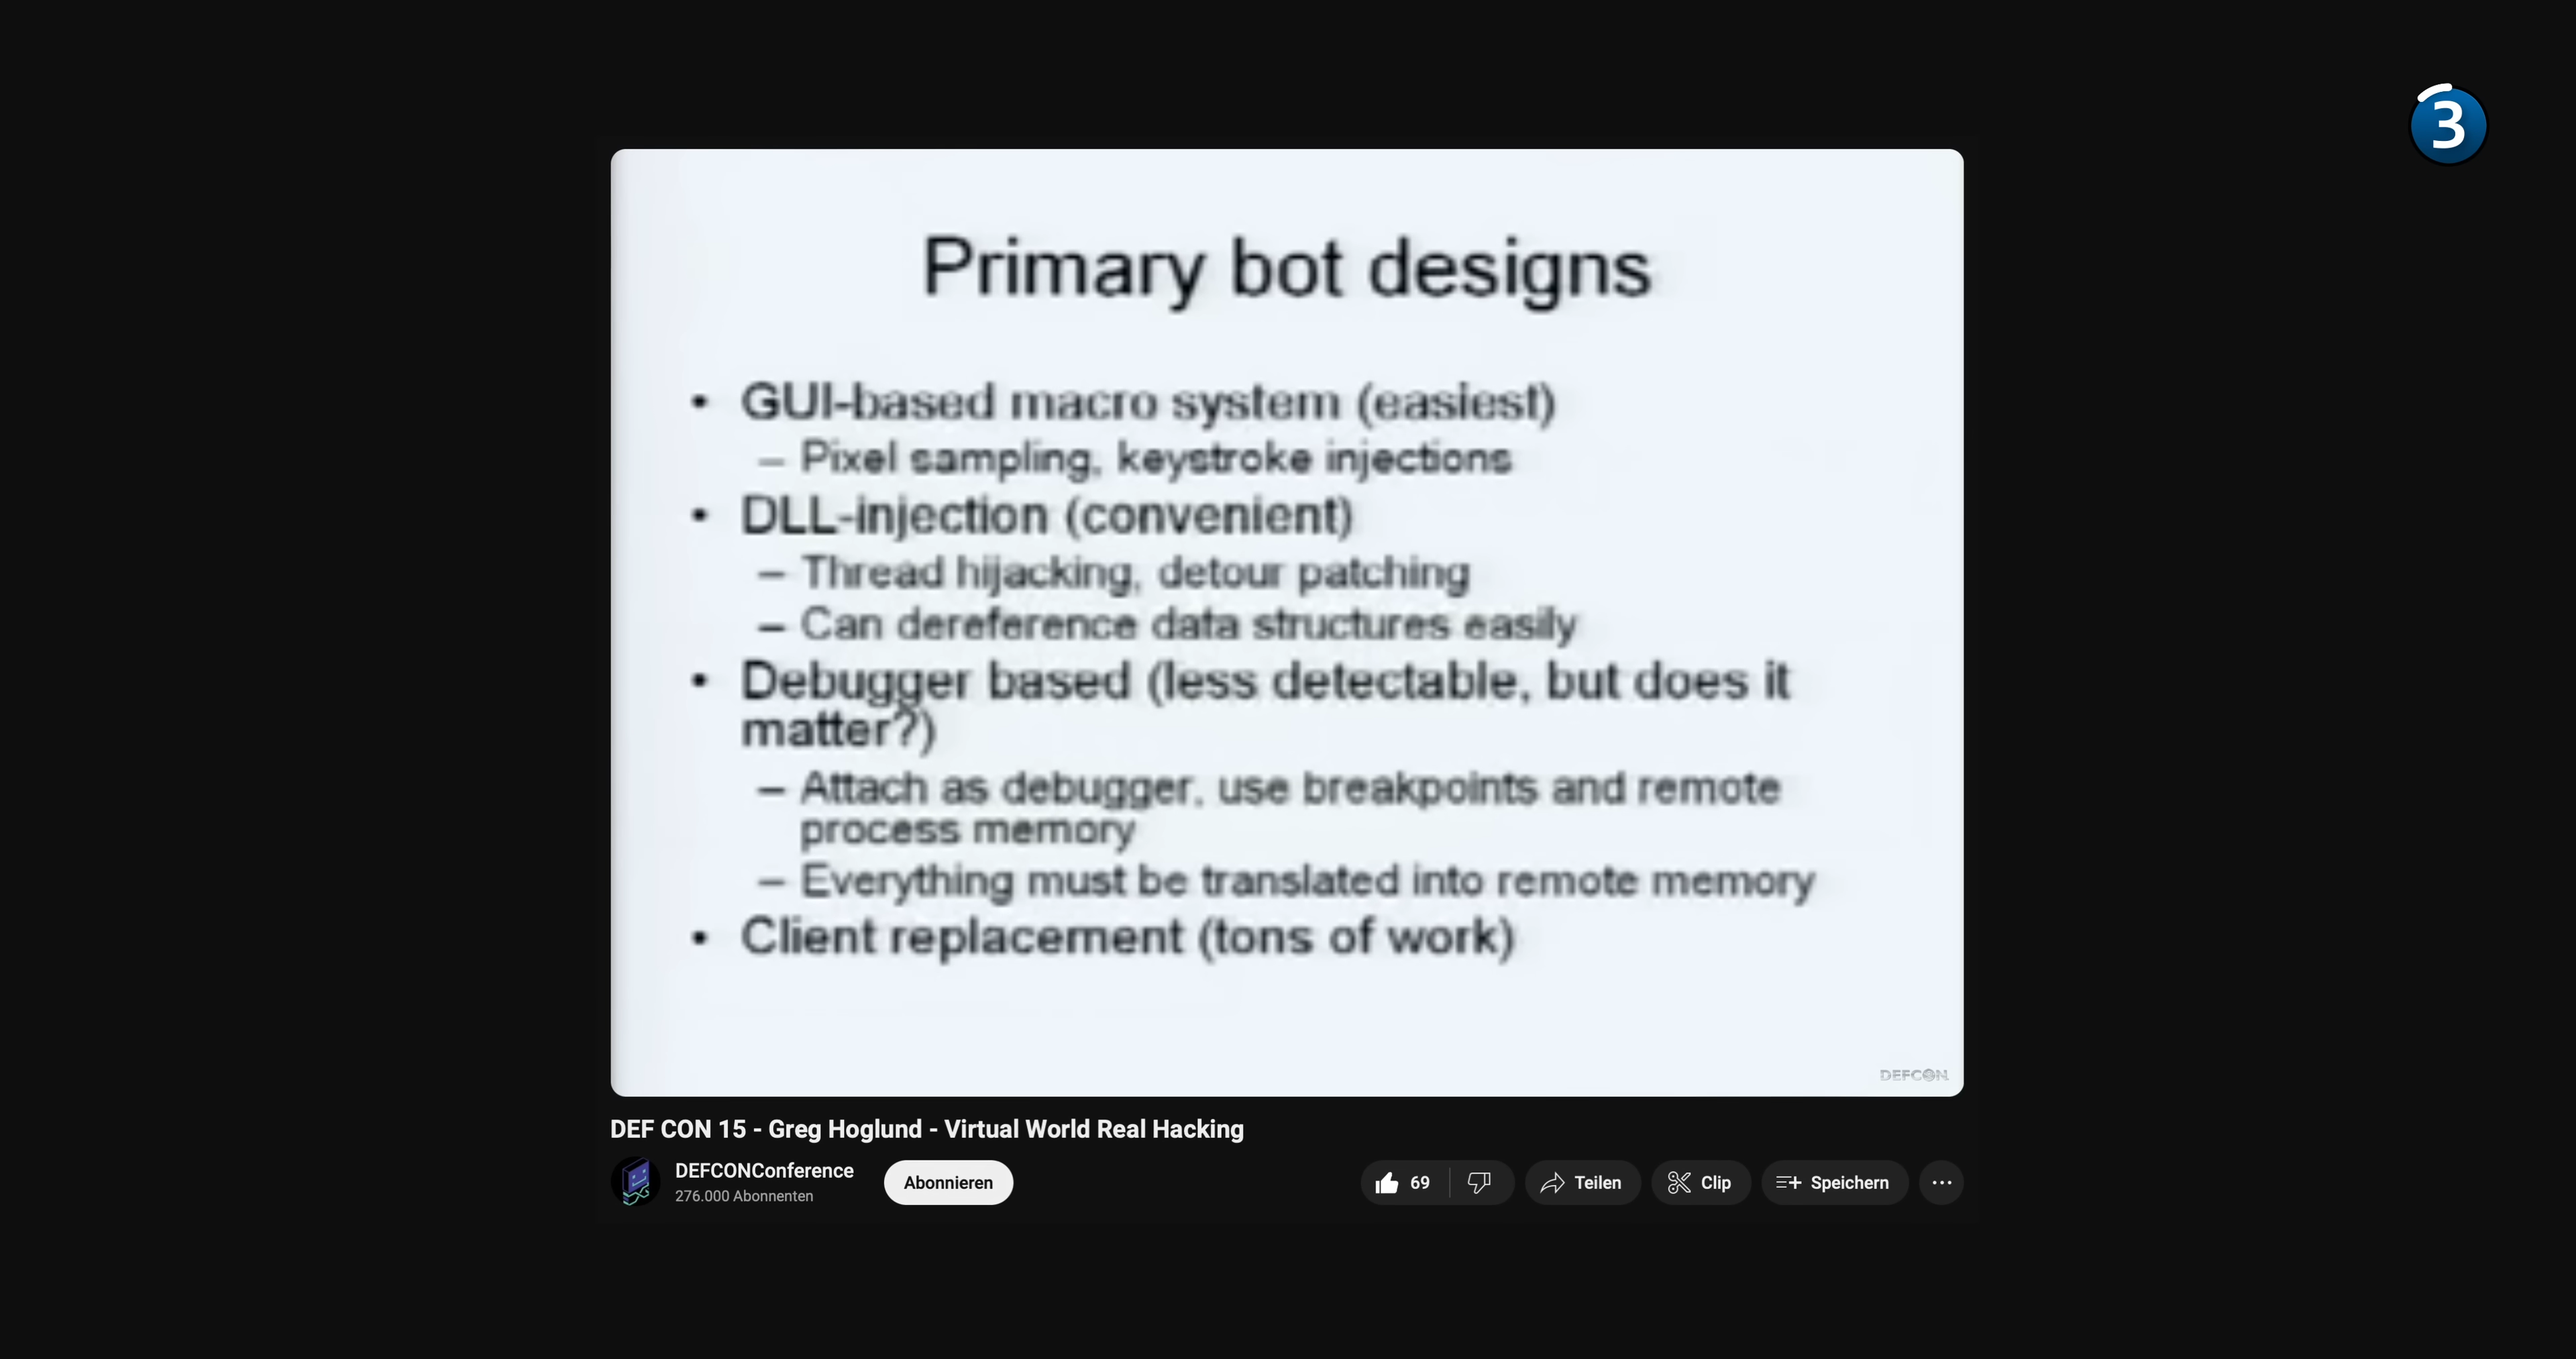 3
Primary bot designs
• GUI-based macro system (easiest)
– Pixel sampling, keystroke injections
• DLL-injection (convenient)
– Thread hijacking, detour patching
– Can dereference data structures easily
• Debugger based (less detectable, but does it
matter?)
– Attach as debugger, use breakpoints and remote
process memory
– Everything must be translated into remote memory
• Client replacement (tons of work)
DEFCON
DEF CON 15 - Greg Hoglund - Virtual World Real Hacking
DEFCONConference
276.000 Abonnenten
Abonnieren
69
Teilen
Clip
Speichern